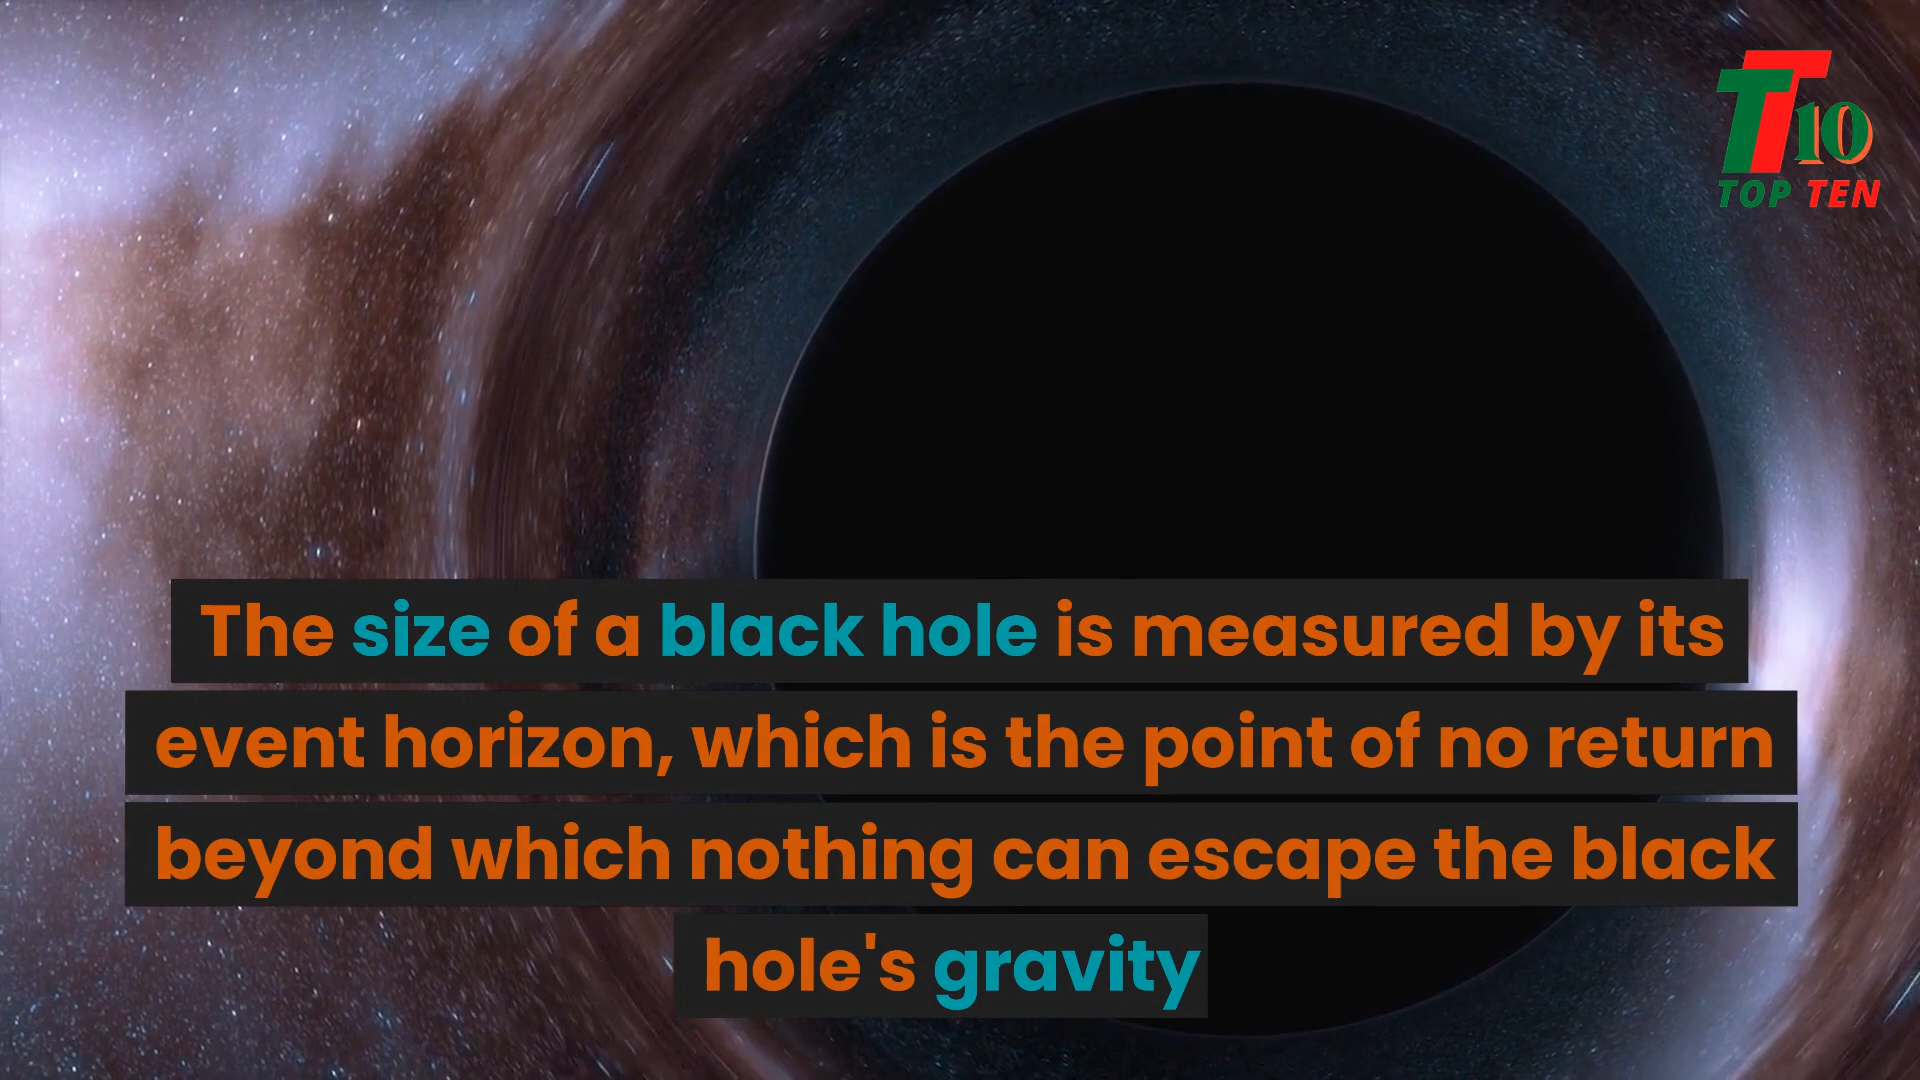 T10
TOP TEN
The size of a black hole is measured by its
event horizon, which is the point of no return
beyond which nothing can escape the black
hole's gravity